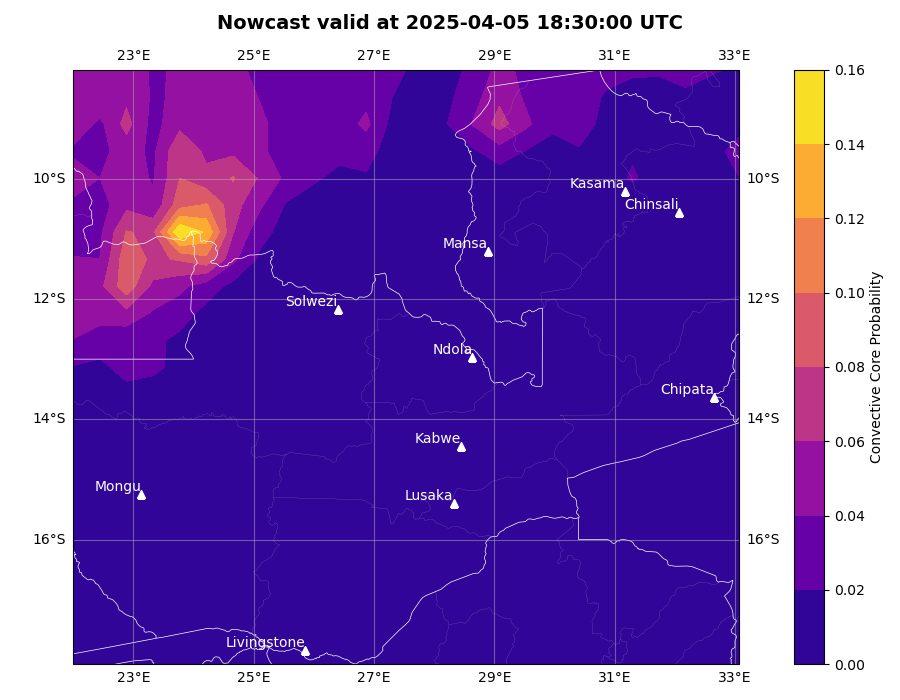 Nowcast valid at 2025-04-05 18:30:00 UTC
23°E 25°E 27°E 29°E 31°E 33°E
0.16
0.14
10°S 10°S
Kasama
Chinsali
0.12
Mansa
0.10
12°S 12°S
Solwezi
Ndola
0.08
Chipata
14°S 14°S
Kabwe
0.06
Mongu
Lusaka
0.04
16°S 16°S
0.02
Livingstone
0.00
23°E 25°E 27°E 29°E 31°E 33°E
Convective Core Probability